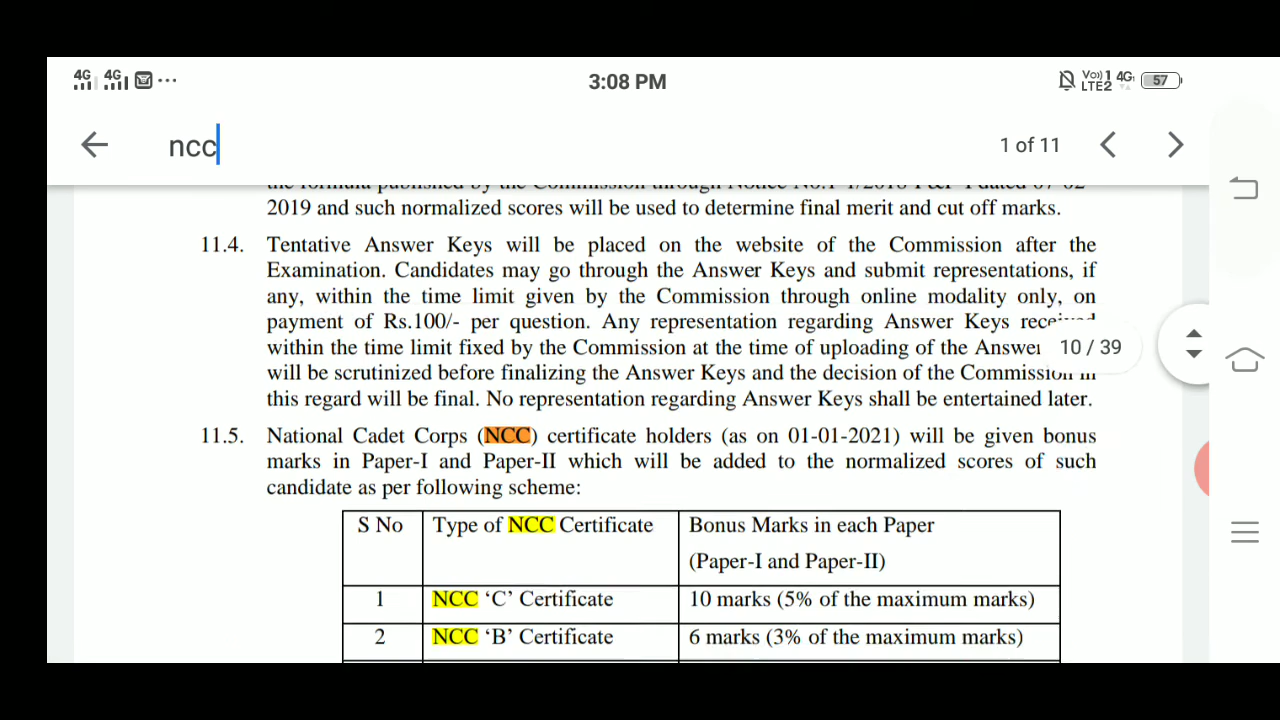 4G 4G ... 3:08 PM Vo)) 1 4G LTE2 57
ncc 1 of 11
2019 and such normalized scores will be used to determine final merit and cut off marks.
11.4. Tentative Answer Keys will be placed on the website of the Commission after the
Examination. Candidates may go through the Answer Keys and submit representations, if
any, within the time limit given by the Commission through online modality only, on
payment of Rs.100/- per question. Any representation regarding Answer Keys received
within the time limit fixed by the Commission at the time of uploading of the Answer 10 / 39
will be scrutinized before finalizing the Answer Keys and the decision of the Commission in
this regard will be final. No representation regarding Answer Keys shall be entertained later.
11.5. National Cadet Corps (NCC) certificate holders (as on 01-01-2021) will be given bonus
marks in Paper-I and Paper-II which will be added to the normalized scores of such
candidate as per following scheme:
S No Type of NCC Certificate Bonus Marks in each Paper
(Paper-I and Paper-II)
1 NCC ‘C’ Certificate 10 marks (5% of the maximum marks)
2 NCC ‘B’ Certificate 6 marks (3% of the maximum marks)